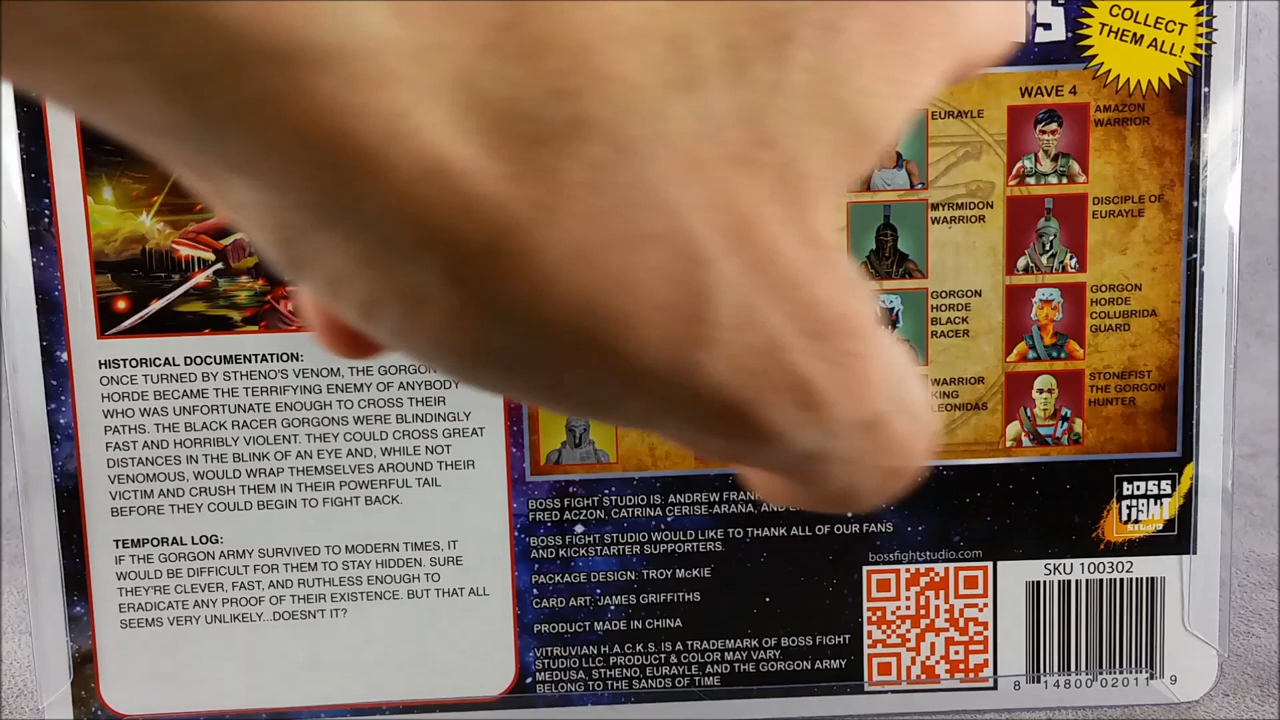 S
COLLECT
THEM ALL!
WAVE 4
EURAYLE
AMAZON
WARRIOR
MYRMIDON
WARRIOR
DISCIPLE OF
EURAYLE
GORGON
HORDE
BLACK
RACER
GORGON
HORDE
COLUBRIDA
GUARD
WARRIOR
KING
LEONIDAS
STONEFIST
THE GORGON
HUNTER
HISTORICAL DOCUMENTATION:
ONCE TURNED BY STHENO'S VENOM, THE GORGON
HORDE BECAME THE TERRIFYING ENEMY OF ANYBODY
WHO WAS UNFORTUNATE ENOUGH TO CROSS THEIR
PATHS. THE BLACK RACER GORGONS WERE BLINDINGLY
FAST AND HORRIBLY VIOLENT. THEY COULD CROSS GREAT
DISTANCES IN THE BLINK OF AN EYE AND, WHILE NOT
VENOMOUS, WOULD WRAP THEMSELVES AROUND THEIR
VICTIM AND CRUSH THEM IN THEIR POWERFUL TAIL
BEFORE THEY COULD BEGIN TO FIGHT BACK.
TEMPORAL LOG:
IF THE GORGON ARMY SURVIVED TO MODERN TIMES, IT
WOULD BE DIFFICULT FOR THEM TO STAY HIDDEN. SURE
THEY'RE CLEVER, FAST, AND RUTHLESS ENOUGH TO
ERADICATE ANY PROOF OF THEIR EXISTENCE. BUT THAT ALL
SEEMS VERY UNLIKELY...DOESN'T IT?
BOSS FIGHT STUDIO IS: ANDREW
FRED ACZON, CATRINA CERISE-ARAÑA, AND
BOSS FIGHT STUDIO WOULD LIKE TO THANK ALL OF OUR FANS
AND KICKSTARTER SUPPORTERS.
PACKAGE DESIGN: TROY McKIE
CARD ART: JAMES GRIFFITHS
PRODUCT MADE IN CHINA
VITRUVIAN H.A.C.K.S. IS A TRADEMARK OF BOSS FIGHT
STUDIO LLC. PRODUCT & COLOR MAY VARY.
MEDUSA, STHENO, EURAYLE, AND THE GORGON ARMY
BELONG TO THE SANDS OF TIME
BOSS
FIGHT
STUDIO
bossfightstudio.com
SKU 100302
8 14800 02011 9